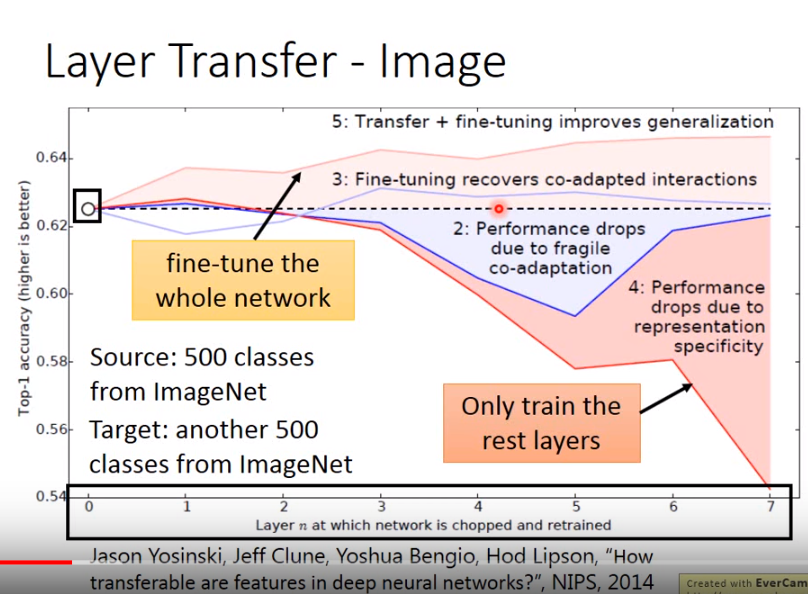 Layer Transfer - Image
5: Transfer + fine-tuning improves generalization
0.64
3: Fine-tuning recovers co-adapted interactions
0.62
2: Performance drops
due to fragile
co-adaptation
fine-tune the
whole network
0.60
4: Performance
drops due to
representation
specificity
Top-1 accuracy (higher is better)
Source: 500 classes
from ImageNet
0.58
Only train the
rest layers
Target: another 500
classes from ImageNet
0.56
0.54
0 1 2 3 4 5 6 7
Layer n at which network is chopped and retrained
Jason Yosinski, Jeff Clune, Yoshua Bengio, Hod Lipson, “How
transferable are features in deep neural networks?”, NIPS, 2014
Created with EverCam